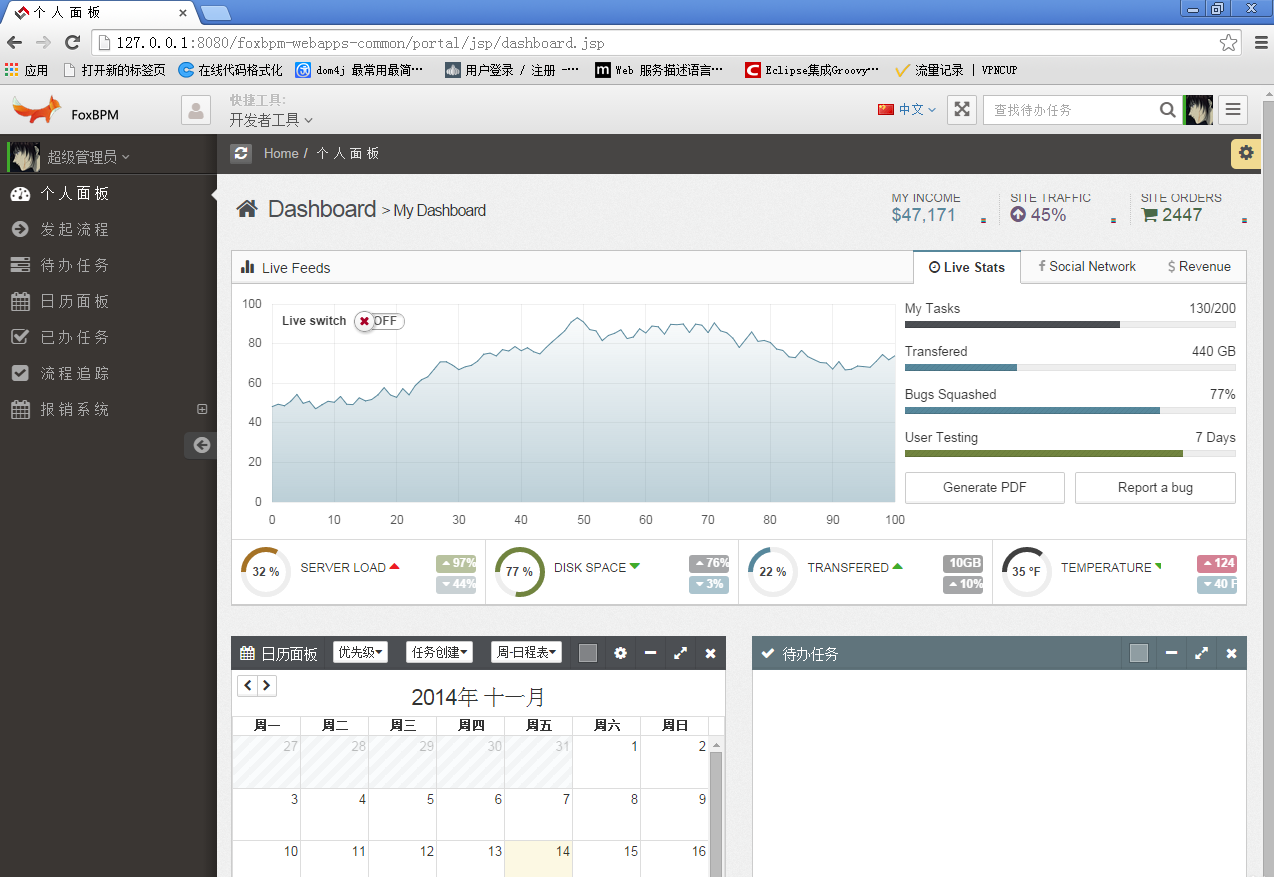 个人面板
127.0.0.1:8080/foxbpm-webapps-common/portal/jsp/dashboard.jsp
应用 打开新的标签页 在线代码格式化 dom4j 最常用最简… 用户登录 / 注册 -… Web 服务描述语言… Eclipse集成Groovy… 流量记录 | VPNCUP
FoxBPM
快捷工具:
开发者工具
中文
查找待办任务
超级管理员
个人面板
发起流程
待办任务
日历面板
已办任务
流程追踪
报销系统
Home / 个人面板
Dashboard > My Dashboard
MY INCOME
$47,171
SITE TRAFFIC
45%
SITE ORDERS
2447
Live Feeds
Live Stats
Social Network
$ Revenue
Live switch OFF
100
80
60
40
20
0
0 10 20 30 40 50 60 70 80 90 100
My Tasks 130/200
Transfered 440 GB
Bugs Squashed 77%
User Testing 7 Days
Generate PDF
Report a bug
32 % SERVER LOAD 97% 44%
77 % DISK SPACE 76% 3%
22 % TRANSFERED 10GB 10%
35 °F TEMPERATURE 124 40 F
日历面板 优先级 任务创建 周-日程表
2014年 十一月
周一 周二 周三 周四 周五 周六 周日
27 28 29 30 31 1 2
3 4 5 6 7 8 9
10 11 12 13 14 15 16
待办任务